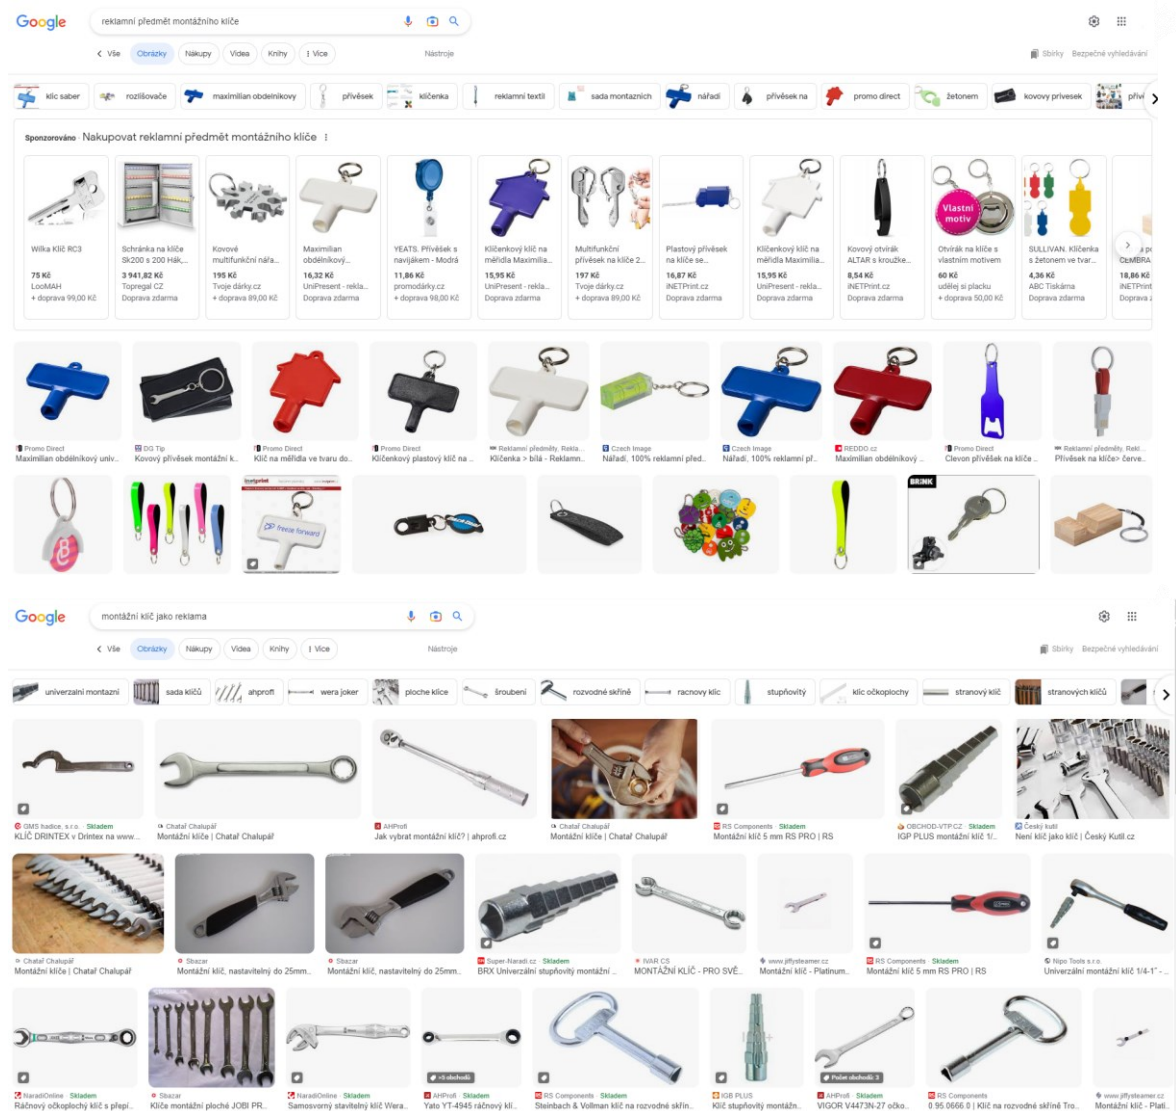 Google
reklamní předmět montážního klíče
Vše Obrázky Nákupy Videa Knihy Více Nástroje Sbírky Bezpečné vyhledávání
klic saber rozlišovače maximilian obdelnikovy přívěsek klíčenka reklamní textil sada montazních nářadí přívěsek na promo direct žetonem kovovy privesek
Sponzorováno · Nakupovat reklamní předmět montážního klíče
Vlastní motiv
Wilka Klíč RC3
75 Kč
LooMAH
+ doprava 99,00 Kč
Schránka na klíče
Sk200 s 200 Hák,...
3 941,82 Kč
Topregal CZ
Doprava zdarma
Kovové
multifunkční nářa...
195 Kč
Tvoje dárky.cz
+ doprava 89,00 Kč
Maximilian
obdélníkový...
16,32 Kč
UniPresent - rekla...
Doprava zdarma
YEATS. Přívěšek s
navijákem - Modrá
11,86 Kč
promodárky.cz
+ doprava 98,00 Kč
Klíčenkový klíč na
měřidla Maximilia...
15,95 Kč
UniPresent - rekla...
Doprava zdarma
Multifunkční
přívěsek na klíče 2...
197 Kč
Tvoje dárky.cz
+ doprava 89,00 Kč
Plastový přívěsek
na klíče se...
16,87 Kč
iNETPrint.cz
Doprava zdarma
Klíčenkový klíč na
měřidla Maximilia...
15,95 Kč
UniPresent - rekla...
Doprava zdarma
Kovový otvírák
ALTAR s kroužke...
8,54 Kč
iNETPrint.cz
Doprava zdarma
Otvírák na klíče s
vlastním motivem
60 Kč
udělej si placku
+ doprava 50,00 Kč
SULLIVAN. Klíčenka
s žetonem ve tvar...
4,36 Kč
ABC Tiskárna
Doprava zdarma
18,86 Kč
Promo Direct
Maximilian obdélníkový univ...
DG Tip
Kovový přívěsek montážní k...
Promo Direct
Klíč na měřidla ve tvaru do...
Promo Direct
Klíčenkový plastový klíč na ...
Reklamní předměty, Rekla...
Klíčenka > bílá - Reklamn...
Czech Image
Nářadí, 100% reklamní před...
Czech Image
Nářadí, 100% reklamní př...
REDDO.cz
Maximilian obdélníkový ...
Promo Direct
Clevon přívěšek na klíče ...
Reklamní předměty, Rekl...
Přívěsek na klíče> červe...
freeze forward
BRINK
Google
montážní klíč jako reklama
Vše Obrázky Nákupy Videa Knihy Více Nástroje Sbírky Bezpečné vyhledávání
univerzalni montazni sada klíčů ahprofi wera joker ploche klice šroubení rozvodné skříně racnovy klic stupňovitý klíc očkoplochy stranový klíč stranových klíčů
GMS hadice, s.r.o. · Skladem
KLÍČ DRINTEX v Drintex na www...
Chatař Chalupář
Montážní klíče | Chatař Chalupář
AHProfi
Jak vybrat montážní klíč? | ahprofi.cz
Chatař Chalupář
Montážní klíče | Chatař Chalupář
RS Components · Skladem
Montážní klíč 5 mm RS PRO | RS
OBCHOD-VTP.CZ · Skladem
IGP PLUS montážní klíč 1/..
Český kutil
Není klíč jako klíč | Český Kutil.cz
Chatař Chalupář
Montážní klíče | Chatař Chalupář
Sbazar
Montážní klíč, nastavitelný do 25mm..
Sbazar
Montážní klíč, nastavitelný do 25mm..
Super-Naradi.cz · Skladem
BRX Univerzální stupňovitý montážní ...
IVAR CS
MONTÁŽNÍ KLÍČ - PRO SVĚ..
www.jiffysteamer.cz
Montážní klíč - Platinum..
RS Components · Skladem
Montážní klíč 5 mm RS PRO | RS
Nipo Tools s.r.o.
Univerzální montážní klíč 1/4-1" - ...
+5 obchodů
Počet obchodů: 3
NaradiOnline · Skladem
Ráčnový očkoplochý klíč s přepí...
Sbazar
Klíče montážní ploché JOBI PR...
NaradiOnline · Skladem
Samosvorný stavitelný klíč Wera...
AHProfi · Skladem
Yato YT-4945 ráčnový klí...
RS Components · Skladem
Steinbach & Vollman klíč na rozvodné skřín...
IGB PLUS
Klíč stupňovitý montážn..
AHProfi · Skladem
VIGOR V4473N-27 očko...
RS Components · Skladem
0.95.0666.0 | Klíč na rozvodné skříně Tro...
www.jiffysteamer.cz
Montážní klíč - Plat...